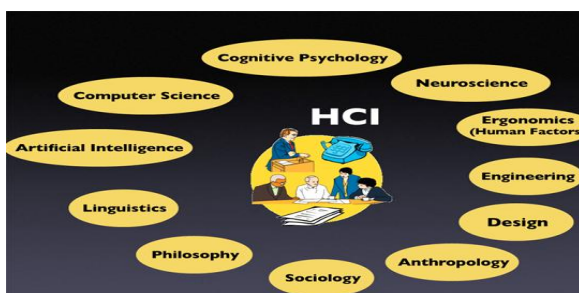 Cognitive Psychology
Neuroscience
Computer Science
HCI
Ergonomics
(Human Factors
Artificial Intelligence
Engineering
Linguistics
Design
Philosophy
Anthropology
Sociology